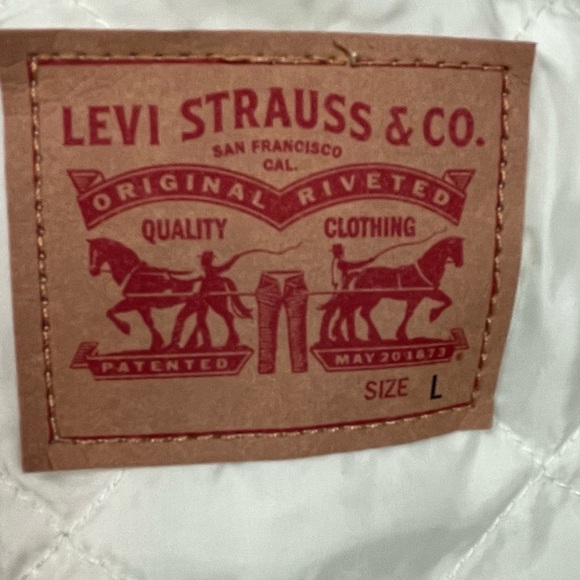 LEVI STRAUSS & CO.
SAN FRANCISCO
CAL.
ORIGINAL RIVETED
QUALITY CLOTHING
PATENTED MAY 20 1873
SIZE L